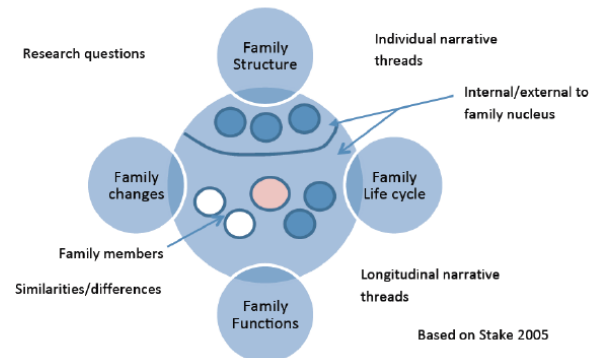 Research questions
Family
Structure
Individual narrative
threads
Internal/external to
family nucleus
Family
changes
Family
Life cycle
Family members
Similarities/differences
Longitudinal narrative
threads
Family
Functions
Based on Stake 2005